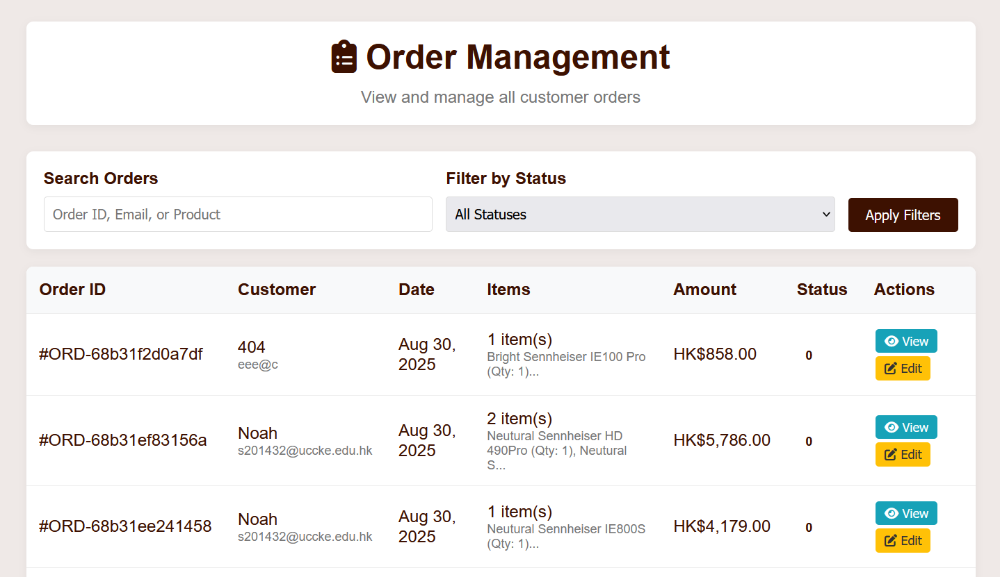 Order Management
View and manage all customer orders
Search Orders
Filter by Status
Order ID, Email, or Product
All Statuses
Apply Filters
Order ID Customer Date Items Amount Status Actions
#ORD-68b31f2d0a7df
404
eee@c
Aug 30,
2025
1 item(s)
Bright Sennheiser IE100 Pro
(Qty: 1)...
HK$858.00
0
View
Edit
#ORD-68b31ef83156a
Noah
s201432@uccke.edu.hk
Aug 30,
2025
2 item(s)
Neutural Sennheiser HD
490Pro (Qty: 1), Neutural
S...
HK$5,786.00
0
View
Edit
#ORD-68b31ee241458
Noah
s201432@uccke.edu.hk
Aug 30,
2025
1 item(s)
Neutural Sennheiser IE800S
(Qty: 1)...
HK$4,179.00
0
View
Edit